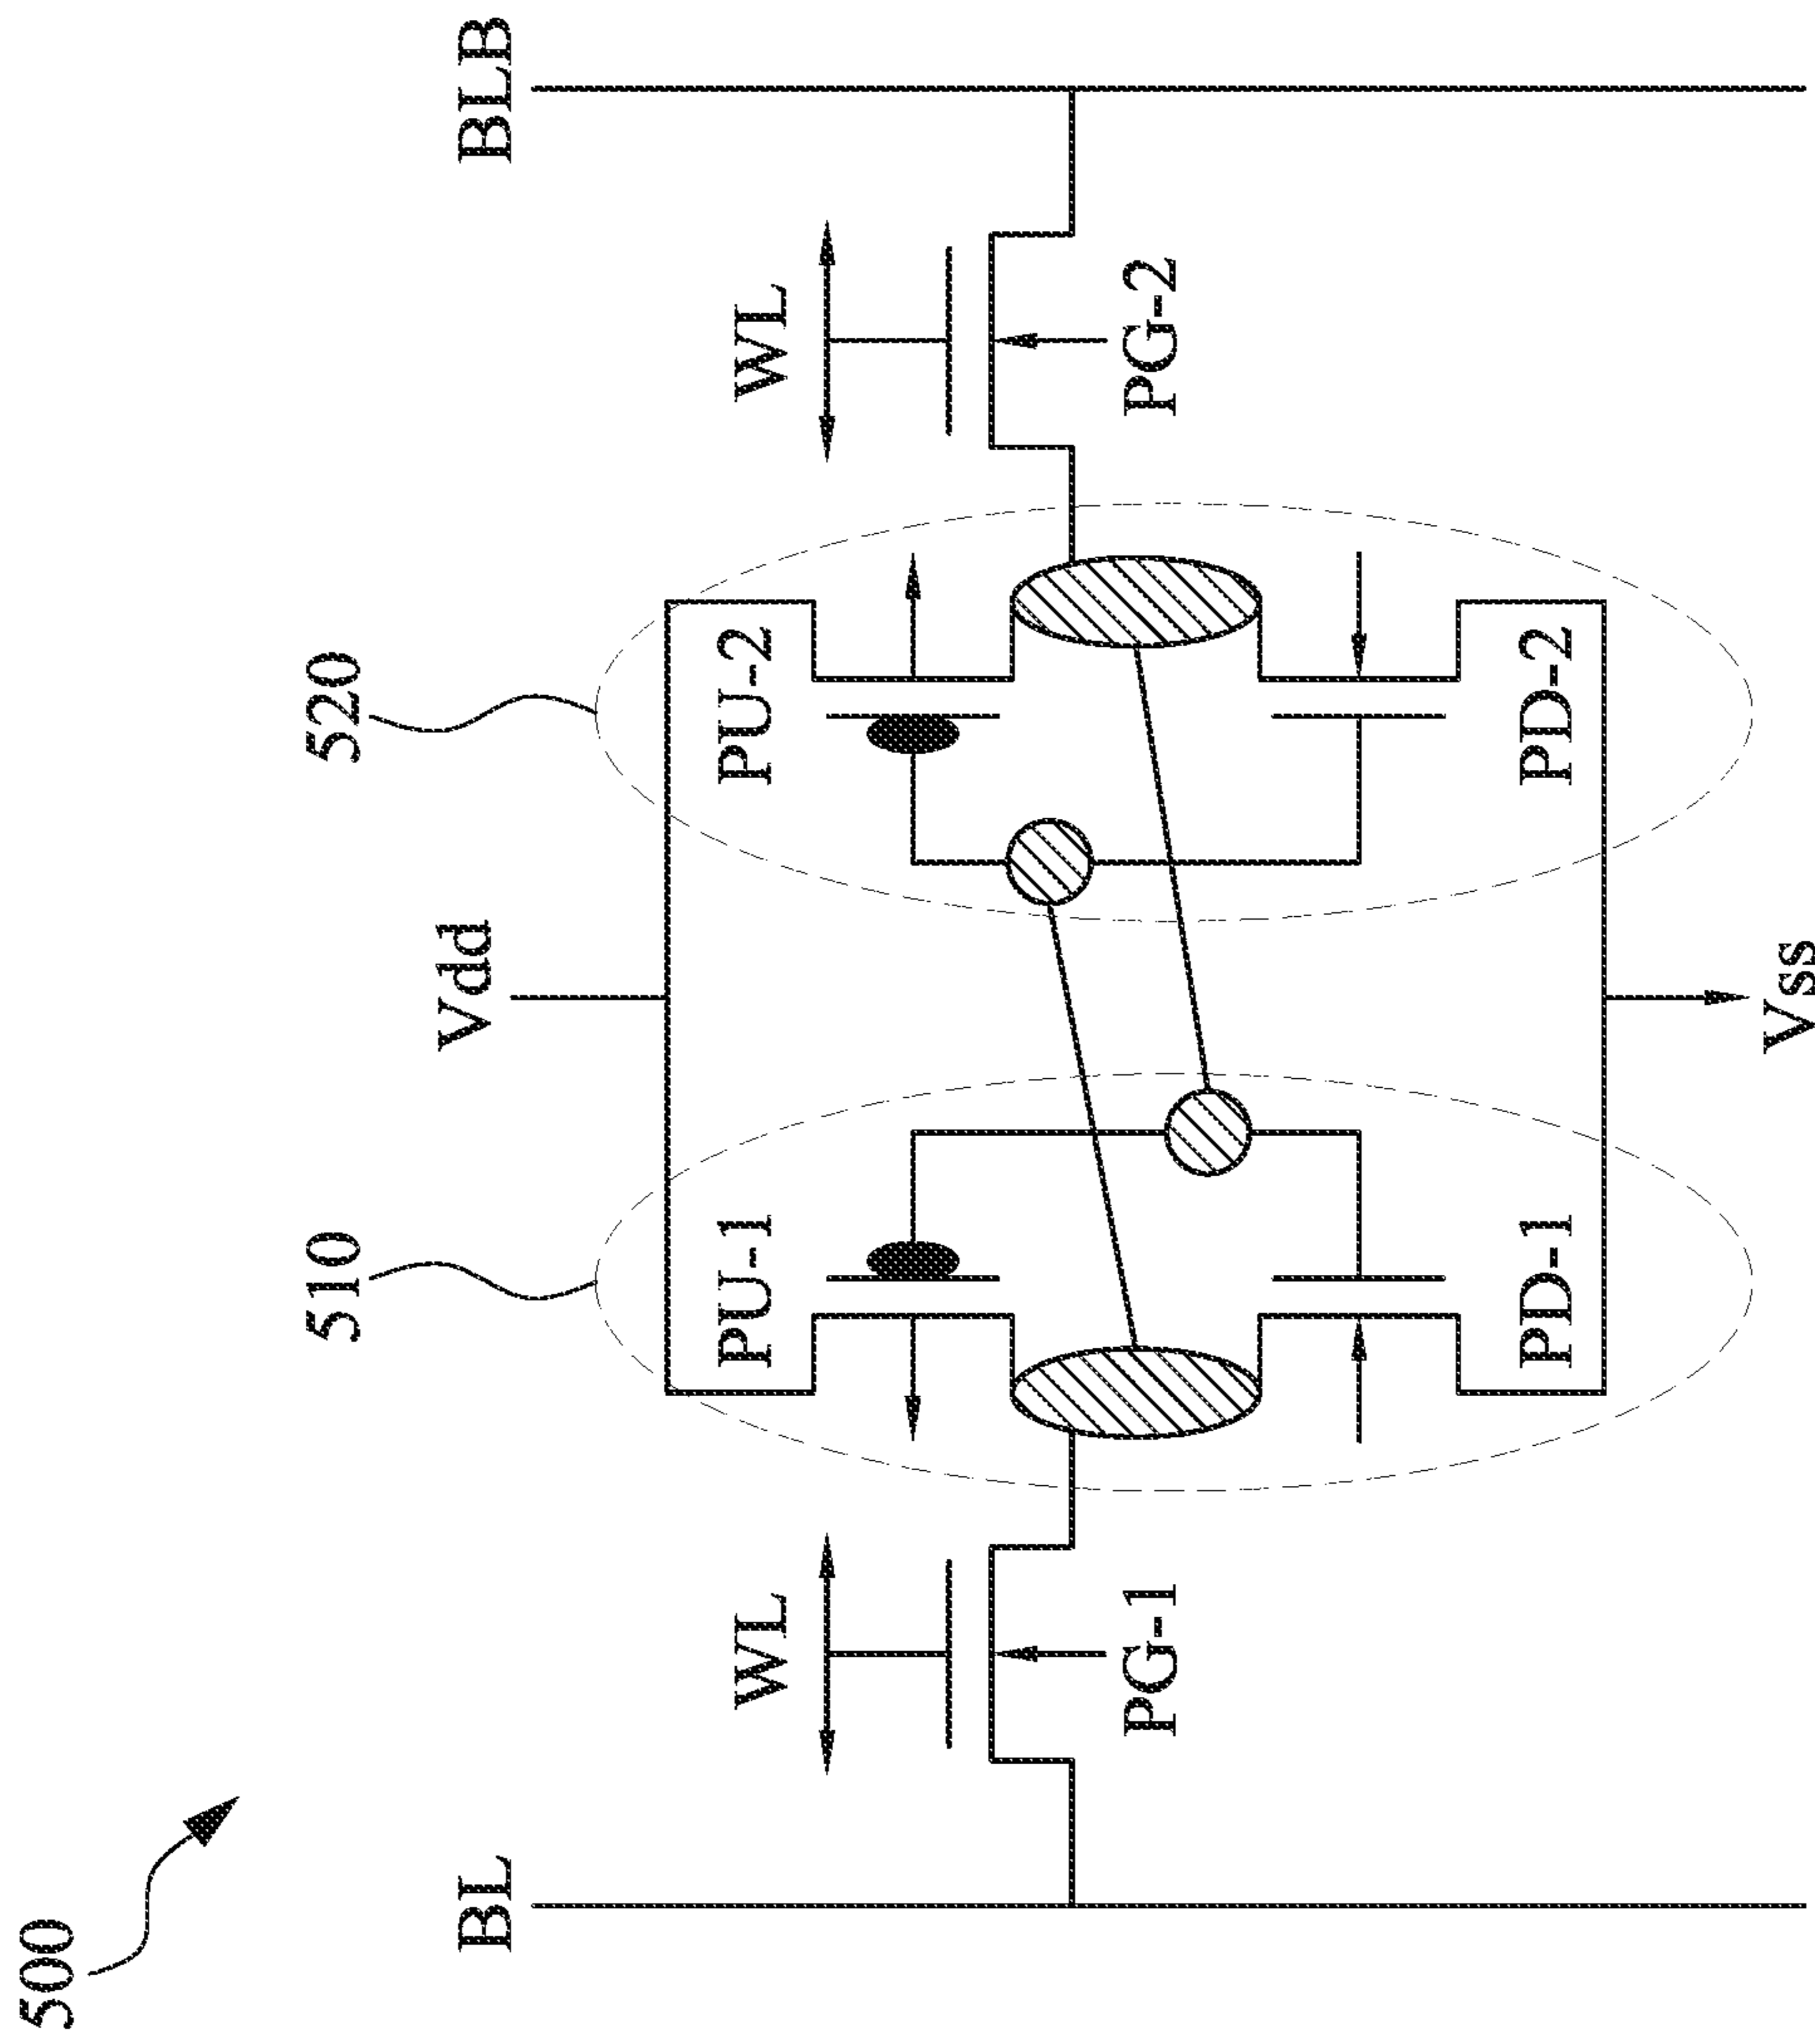 500
510
520
Vdd
BL
BLB
WL
WL
PU-1
PU-2
PG-1
PG-2
PD-1
PD-2
Vss